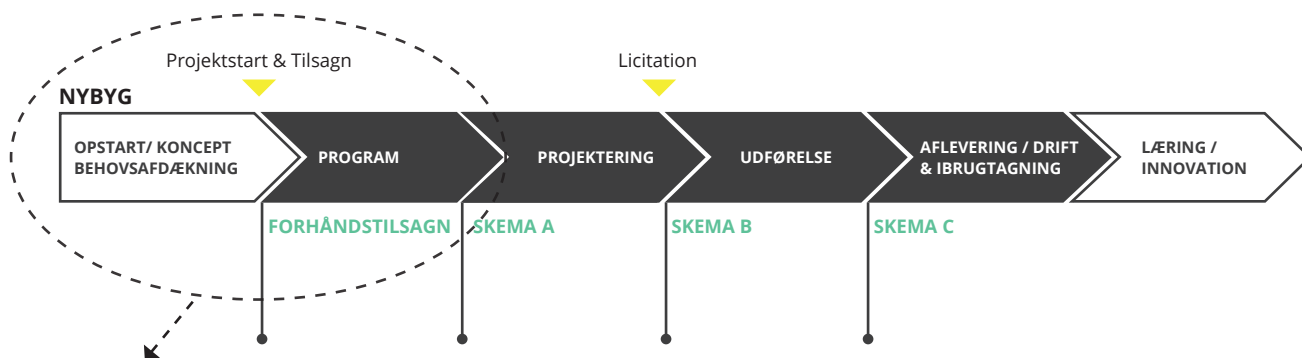 Projektstart & Tilsagn
Licitation
NYBYG
OPSTART/ KONCEPT
BEHOVSAFDÆKNING
PROGRAM
PROJEKTERING
UDFØRELSE
AFLEVERING / DRIFT
& IBRUGTAGNING
LÆRING /
INNOVATION
FORHÅNDSTILSAGN
SKEMA A
SKEMA B
SKEMA C